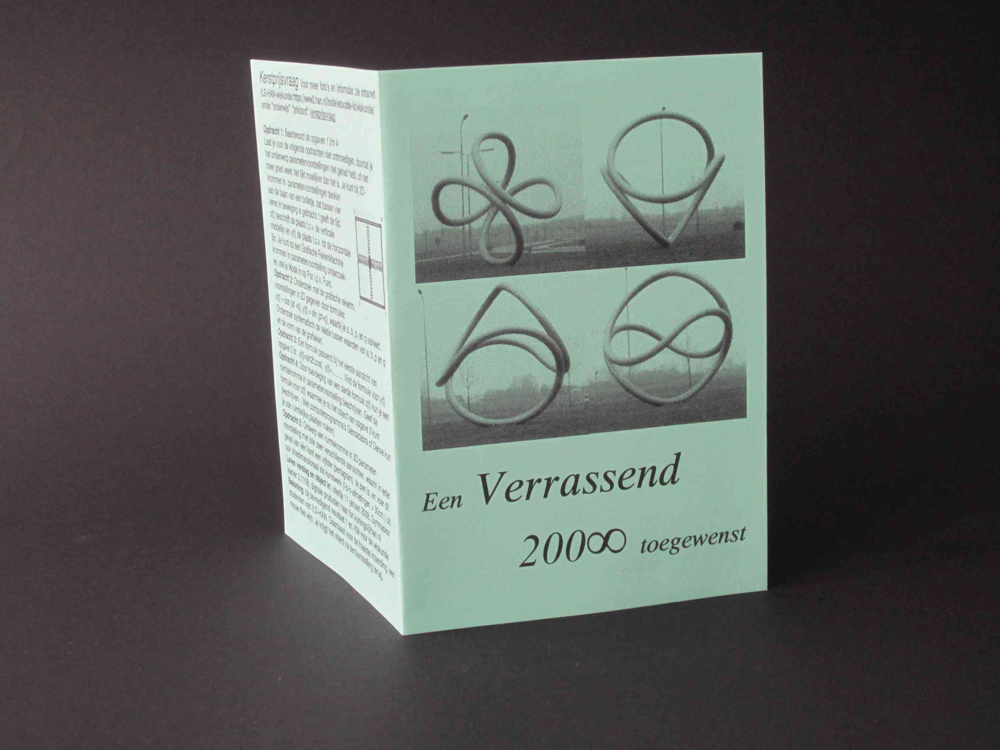 Kerstprijsvraag Voor meer foto's en informatie: zie intranet
ILS-HAN-wiskunde:https://www2.han.nl/insite/educatie-ils/wiskunde/
onder "onderwijs" "prikbord": kerstprijsvraag
Opdracht 1: Beantwoord de opgaven 1 t/m 4
Laat je voor de volgende opdrachten niet ontmoedigen, doordat je
het onderwerp parametervoorstellingen niet gehad hebt, of niet
meer goed weet: het lijkt moeilijker dan het is. Je kunt bij 2D-
krommen in parametervoorstellingen denken
aan de baan van een bolletje, dat tussen vier
veren in beweging is gebracht. t geeft de tijd.
x(t) beschrijft de plaats t.o.v. de verticale
middellijn en y(t) de plaats t.o.v. tot de horizontale
lijn. Je kunt op een Grafische RekenMachine
krommen in parametervoorstelling onderzoek-
en, stel je Mode in op Par i.p.v. Func.
Opdracht 2: Onderzoek met de grafische rekenm.
voorstellingen in 2D gegeven door formules:
x(t) = cos (at +b), y(t) = sin (pt+q), waarbij je a, b, p, en q varieert.
Onderzoek systematisch de relatie tussen waarden van a, b, p en q
en de vorm van de grafieken.
Opdracht 3: Een formule passend bij het eerste aanzicht van
opgave 3 is: x(t)=sin2t.cost, y(t)=......... Vind de formule voor y(t)
Opdracht 4: Door toevoeging van een derde formule z(t) kun je een
ruimtekromme in parametervoorstelling beschrijven. Geef de
formule voor z(t) waarmee je nu het object van opgave 3 kunt
beschrijven. ( Met computerprogramma's Geocadabra of Derive kun
je ook ruimtelijke plaatjes maken)
Opdracht 5: Ontwerp een ruimtekromme in 3D parameter-
voorstelling met drie zeer verschillende aanzichten, waarin in ieder
geval van één kant een vijfster (pentagram) te zien is, en voer dit
ook driedimensionaal als kunstwerk (l-b-h-afmetingen > 30cm ) uit.
Lever verslag en object in: uiterlijk 11 januari 2008, Gymnasion
kamer 2.110B, digitale producten naar ton.konings@han.nl
Beloning: bij bevredigend resultaat 1 ec. KM voor de wiskunde
studenten van ILS-HAN. Daarnaast voor de fraaiste inzending: een
mooie fles wijn. Je krijgt het object na tentoonstelling terug.
Een Verrassend
200∞ toegewenst